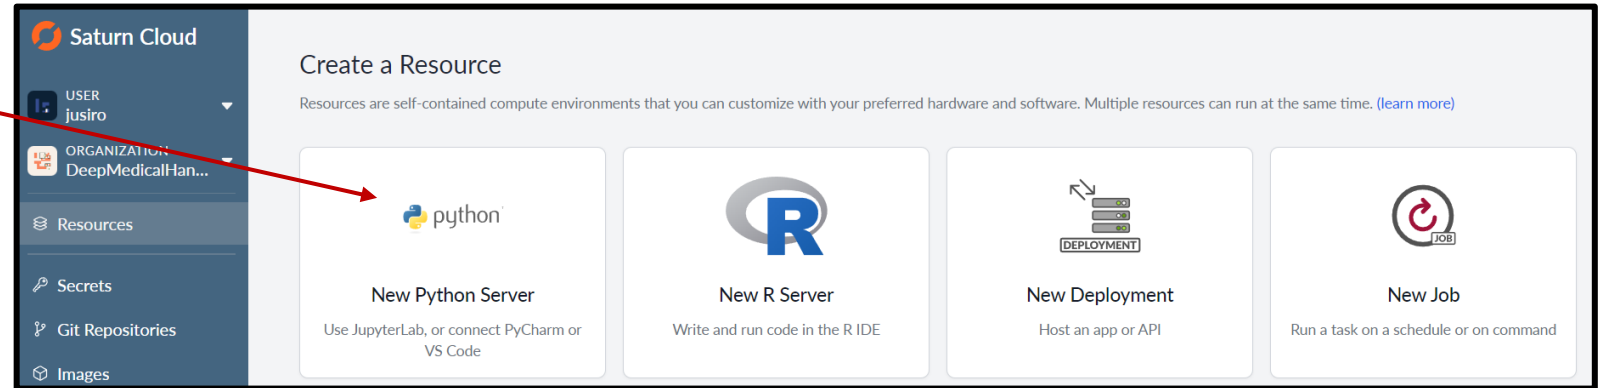 Saturn Cloud
USER
jusiro
ORGANIZATION
DeepMedicalHan...
Resources
Secrets
Git Repositories
Images
Create a Resource
Resources are self-contained compute environments that you can customize with your preferred hardware and software. Multiple resources can run at the same time. (learn more)
python
New Python Server
Use JupyterLab, or connect PyCharm or
VS Code
R
New R Server
Write and run code in the R IDE
DEPLOYMENT
New Deployment
Host an app or API
JOB
New Job
Run a task on a schedule or on command